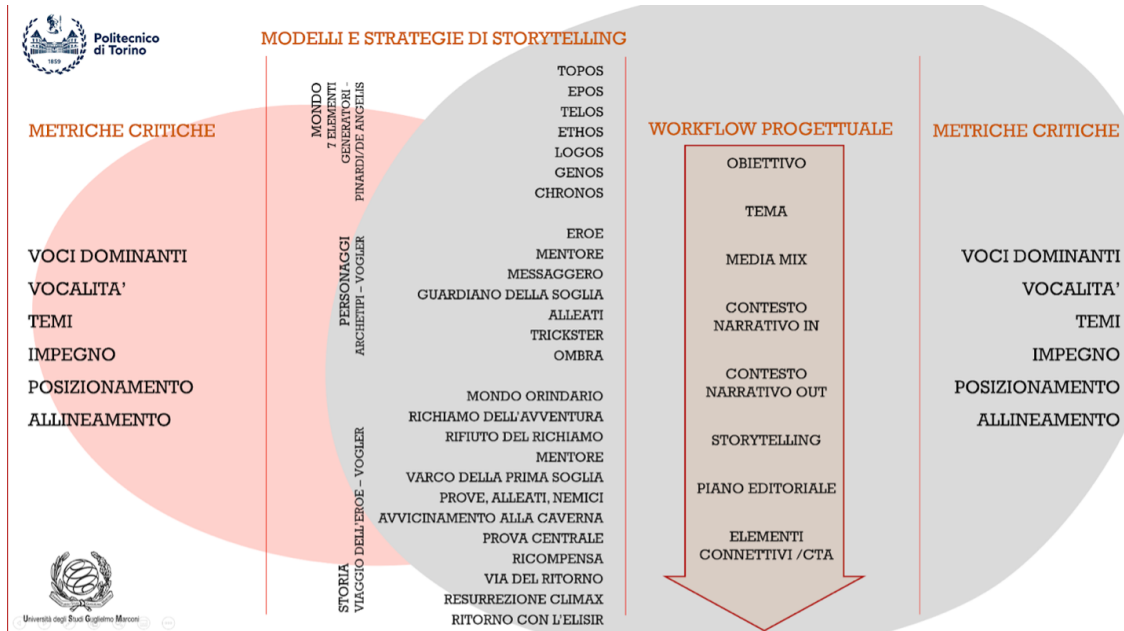 Politecnico
di Torino
1859
METRICHE CRITICHE
VOCI DOMINANTI
VOCALITA'
TEMI
IMPEGNO
POSIZIONAMENTO
ALLINEAMENTO
Università degli Studi Guglielmo Marconi
MODELLI E STRATEGIE DI STORYTELLING
MONDO
7 ELEMENTI
GENERATORI -
PINARDI/DE ANGELIS
TOPOS
EPOS
TELOS
ETHOS
LOGOS
GENOS
CHRONOS
PERSONAGGI
ARCHETIPI – VOGLER
EROE
MENTORE
MESSAGGERO
GUARDIANO DELLA SOGLIA
ALLEATI
TRICKSTER
OMBRA
STORIA
VIAGGIO DELL'EROE – VOGLER
MONDO ORINDARIO
RICHIAMO DELL'AVVENTURA
RIFIUTO DEL RICHIAMO
MENTORE
VARCO DELLA PRIMA SOGLIA
PROVE, ALLEATI, NEMICI
AVVICINAMENTO ALLA CAVERNA
PROVA CENTRALE
RICOMPENSA
VIA DEL RITORNO
RESURREZIONE CLIMAX
RITORNO CON L'ELISIR
WORKFLOW PROGETTUALE
OBIETTIVO
TEMA
MEDIA MIX
CONTESTO
NARRATIVO IN
CONTESTO
NARRATIVO OUT
STORYTELLING
PIANO EDITORIALE
ELEMENTI
CONNETTIVI /CTA
METRICHE CRITICHE
VOCI DOMINANTI
VOCALITA'
TEMI
IMPEGNO
POSIZIONAMENTO
ALLINEAMENTO